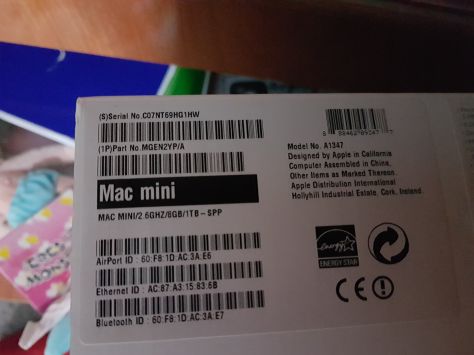 (S)Serial No.C07NT69HG1HW
(1P)Part No.MGEN2YP/A
Mac mini
MAC MINI/2.6GHZ/8GB/1TB-SPP
AirPort ID : 60:F8:1D:AC:3A:E6
Ethernet ID : AC:87:A3:15:83:6B
Bluetooth ID : 60:F8:1D:AC:3A:E7
Model No. A1347
Designed by Apple in California
Computer Assembled in China,
Other Items as Marked Thereon.
Apple Distribution International
Hollyhill Industrial Estate, Cork, Ireland.
energy
ENERGY STAR
CE